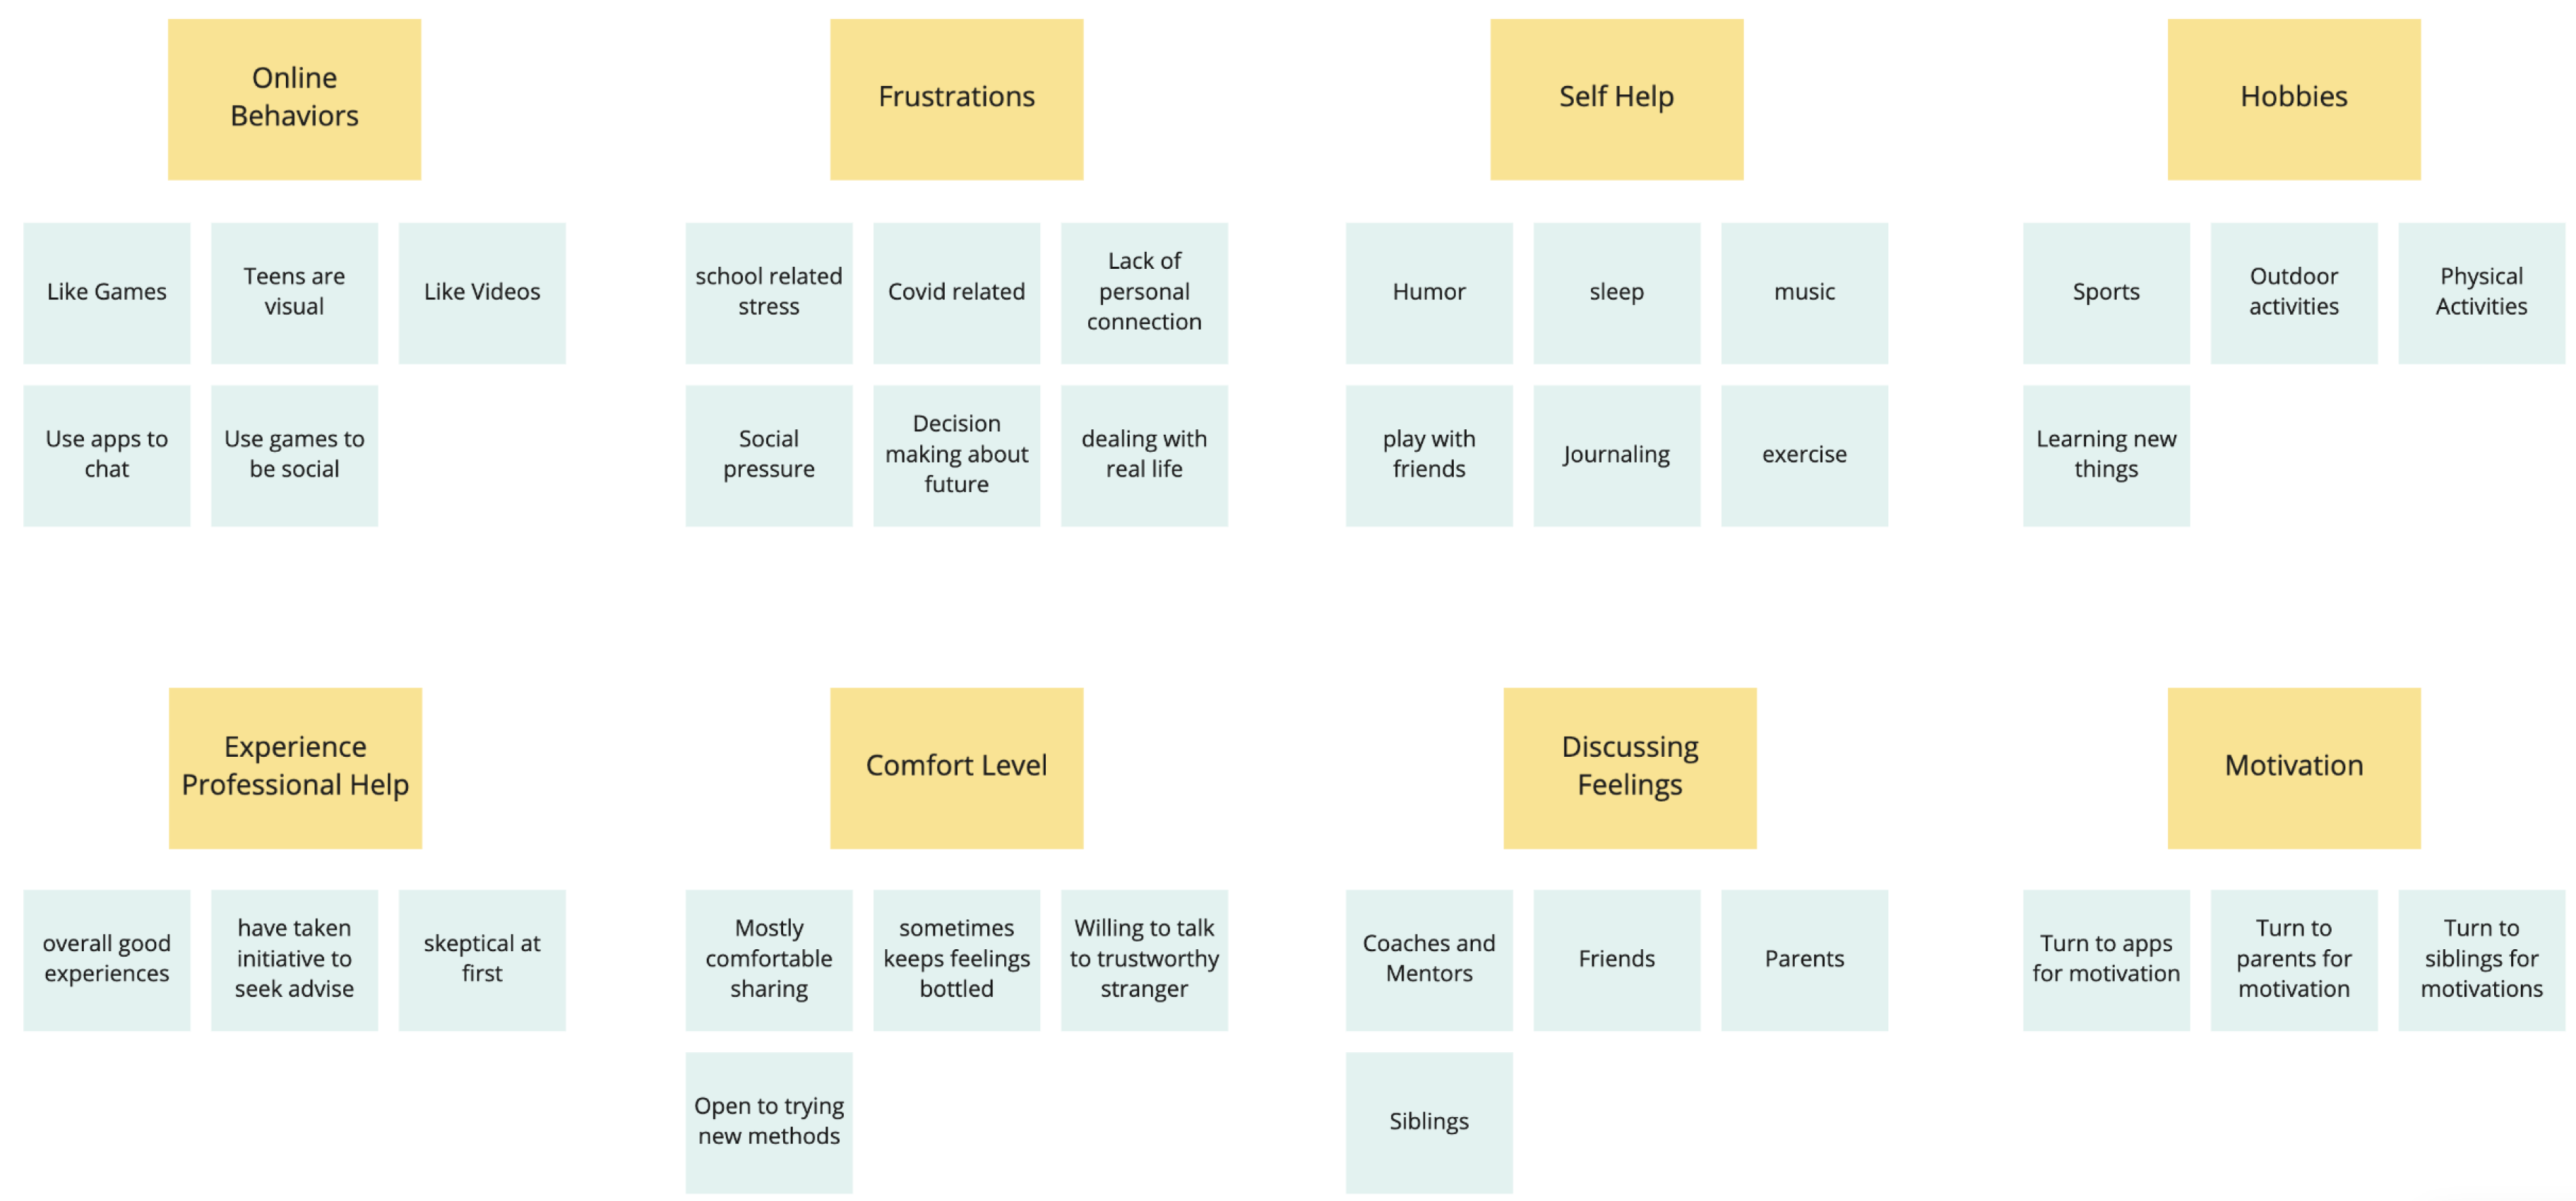 Online
Behaviors
Frustrations
Self Help
Hobbies
Like Games
Teens are
visual
Like Videos
school related
stress
Covid related
Lack of
personal
connection
Humor
sleep
music
Sports
Outdoor
activities
Physical
Activities
Use apps to
chat
Use games to
be social
Social
pressure
Decision
making about
future
dealing with
real life
play with
friends
Journaling
exercise
Learning new
things
Experience
Professional Help
Comfort Level
Discussing
Feelings
Motivation
overall good
experiences
have taken
initiative to
seek advise
skeptical at
first
Mostly
comfortable
sharing
sometimes
keeps feelings
bottled
Willing to talk
to trustworthy
stranger
Coaches and
Mentors
Friends
Parents
Turn to apps
for motivation
Turn to
parents for
motivation
Turn to
siblings for
motivations
Open to trying
new methods
Siblings